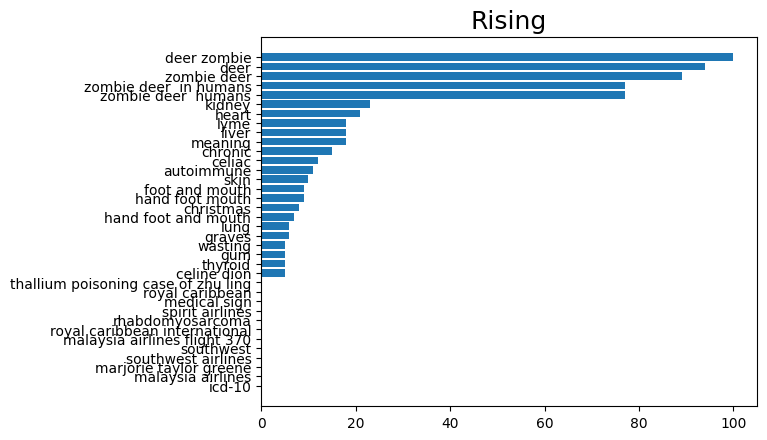 Rising
deer zombie
deer
zombie deer
zombie deer  in humans
zombie deer  humans
kidney
heart
lyme
liver
meaning
chronic
celiac
autoimmune
skin
foot and mouth
hand foot mouth
christmas
hand foot and mouth
lung
graves
wasting
gum
thyroid
celine dion
thallium poisoning case of zhu ling
royal caribbean
medical sign
spirit airlines
rhabdomyosarcoma
royal caribbean international
malaysia airlines flight 370
southwest
southwest airlines
marjorie taylor greene
malaysia airlines
icd-10
0 20 40 60 80 100